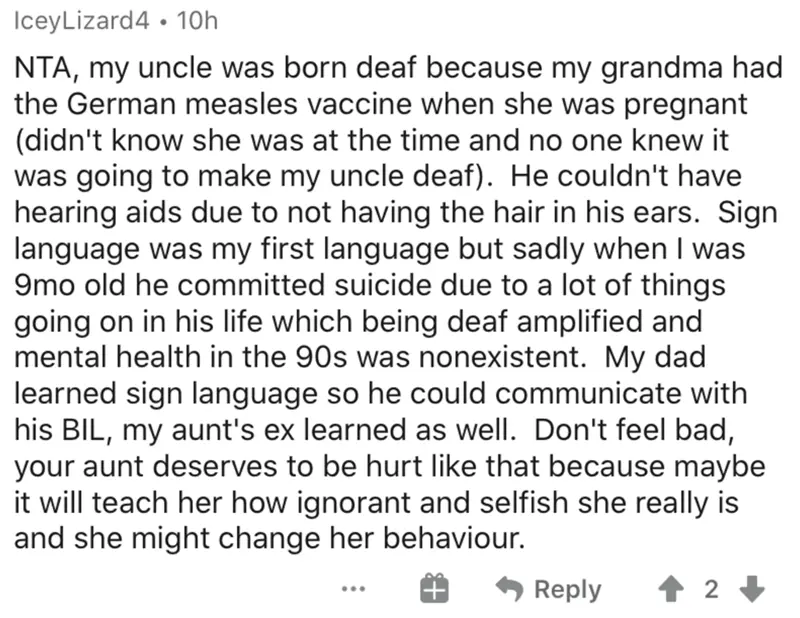 IceyLizard4 • 10h
NTA, my uncle was born deaf because my grandma had
the German measles vaccine when she was pregnant
(didn't know she was at the time and no one knew it
was going to make my uncle deaf).  He couldn't have
hearing aids due to not having the hair in his ears.  Sign
language was my first language but sadly when I was
9mo old he committed suicide due to a lot of things
going on in his life which being deaf amplified and
mental health in the 90s was nonexistent.  My dad
learned sign language so he could communicate with
his BIL, my aunt's ex learned as well.  Don't feel bad,
your aunt deserves to be hurt like that because maybe
it will teach her how ignorant and selfish she really is
and she might change her behaviour.
... Reply 2